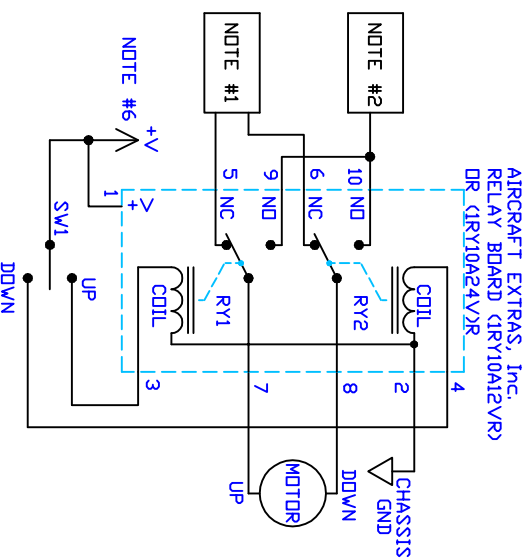 AIRCRAFT EXTRAS, Inc.
RELAY BOARD (1RY10A12VR)
OR (1RY10A24V)R
NOTE #2
NOTE #1
NOTE #6
+V
10 NO
6 NC
9 NO
5 NC
1
+V
COIL
RY2
RY1
COIL
SW1
UP
DOWN
4
2
8
7
3
CHASSIS
GND
DOWN
MOTOR
UP